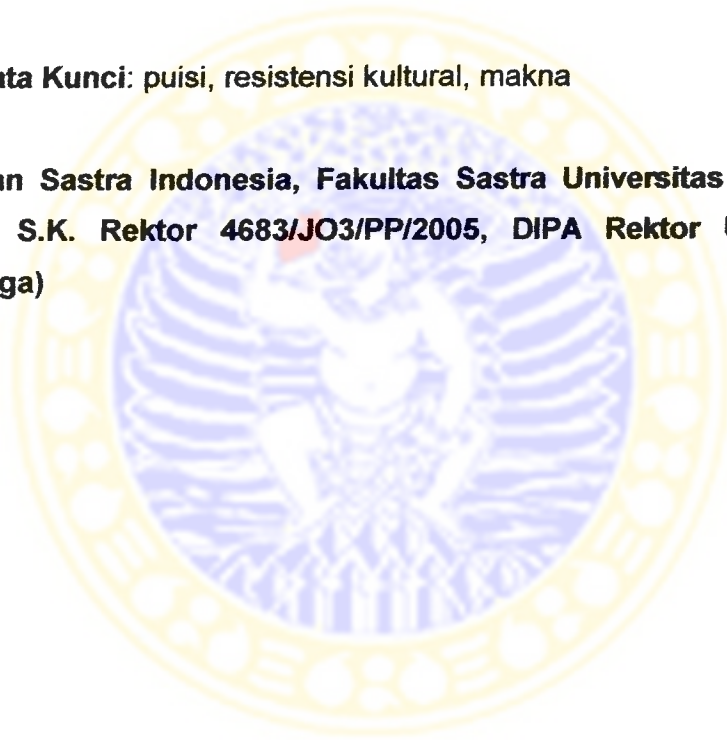 ata Kunci: puisi, resistensi kultural, makna
an Sastra Indonesia, Fakultas Sastra Universitas
S.K. Rektor 4683/JO3/PP/2005, DIPA Rektor
ga)